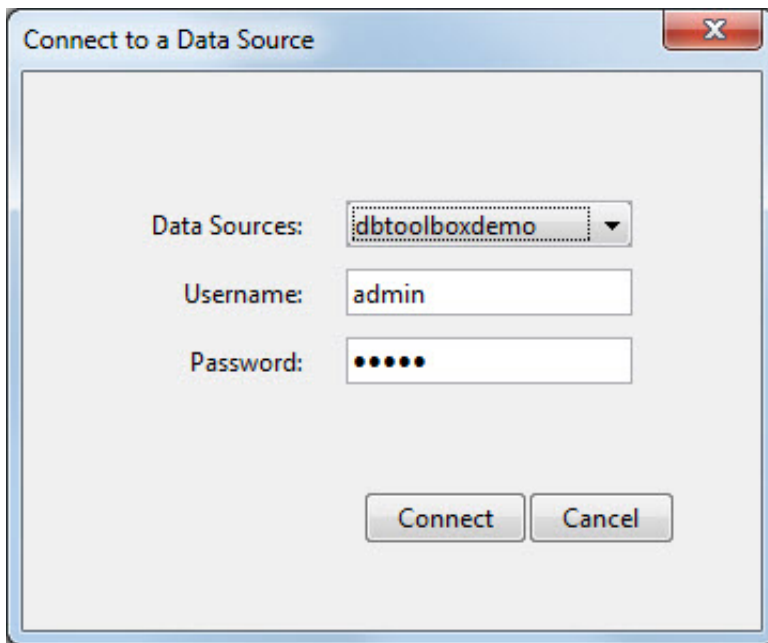 Connect to a Data Source
Data Sources: dbtoolboxdemo
Username: admin
Password: •••••
Connect Cancel